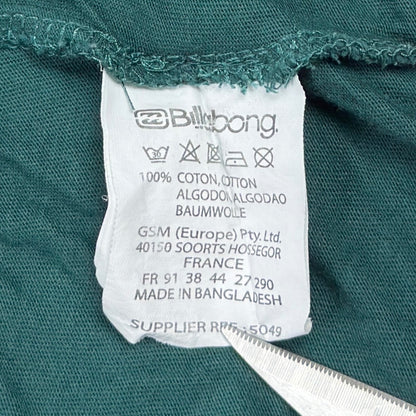 Billabong
100% COTON, COTTON
ALGODON, ALGODAO
BAUMWOLLE
GSM (Europe) Pty. Ltd.
40150 SOORTS HOSSEGOR
FRANCE
FR 91 38 44 27 290
MADE IN BANGLADESH
SUPPLIER REF. 5049